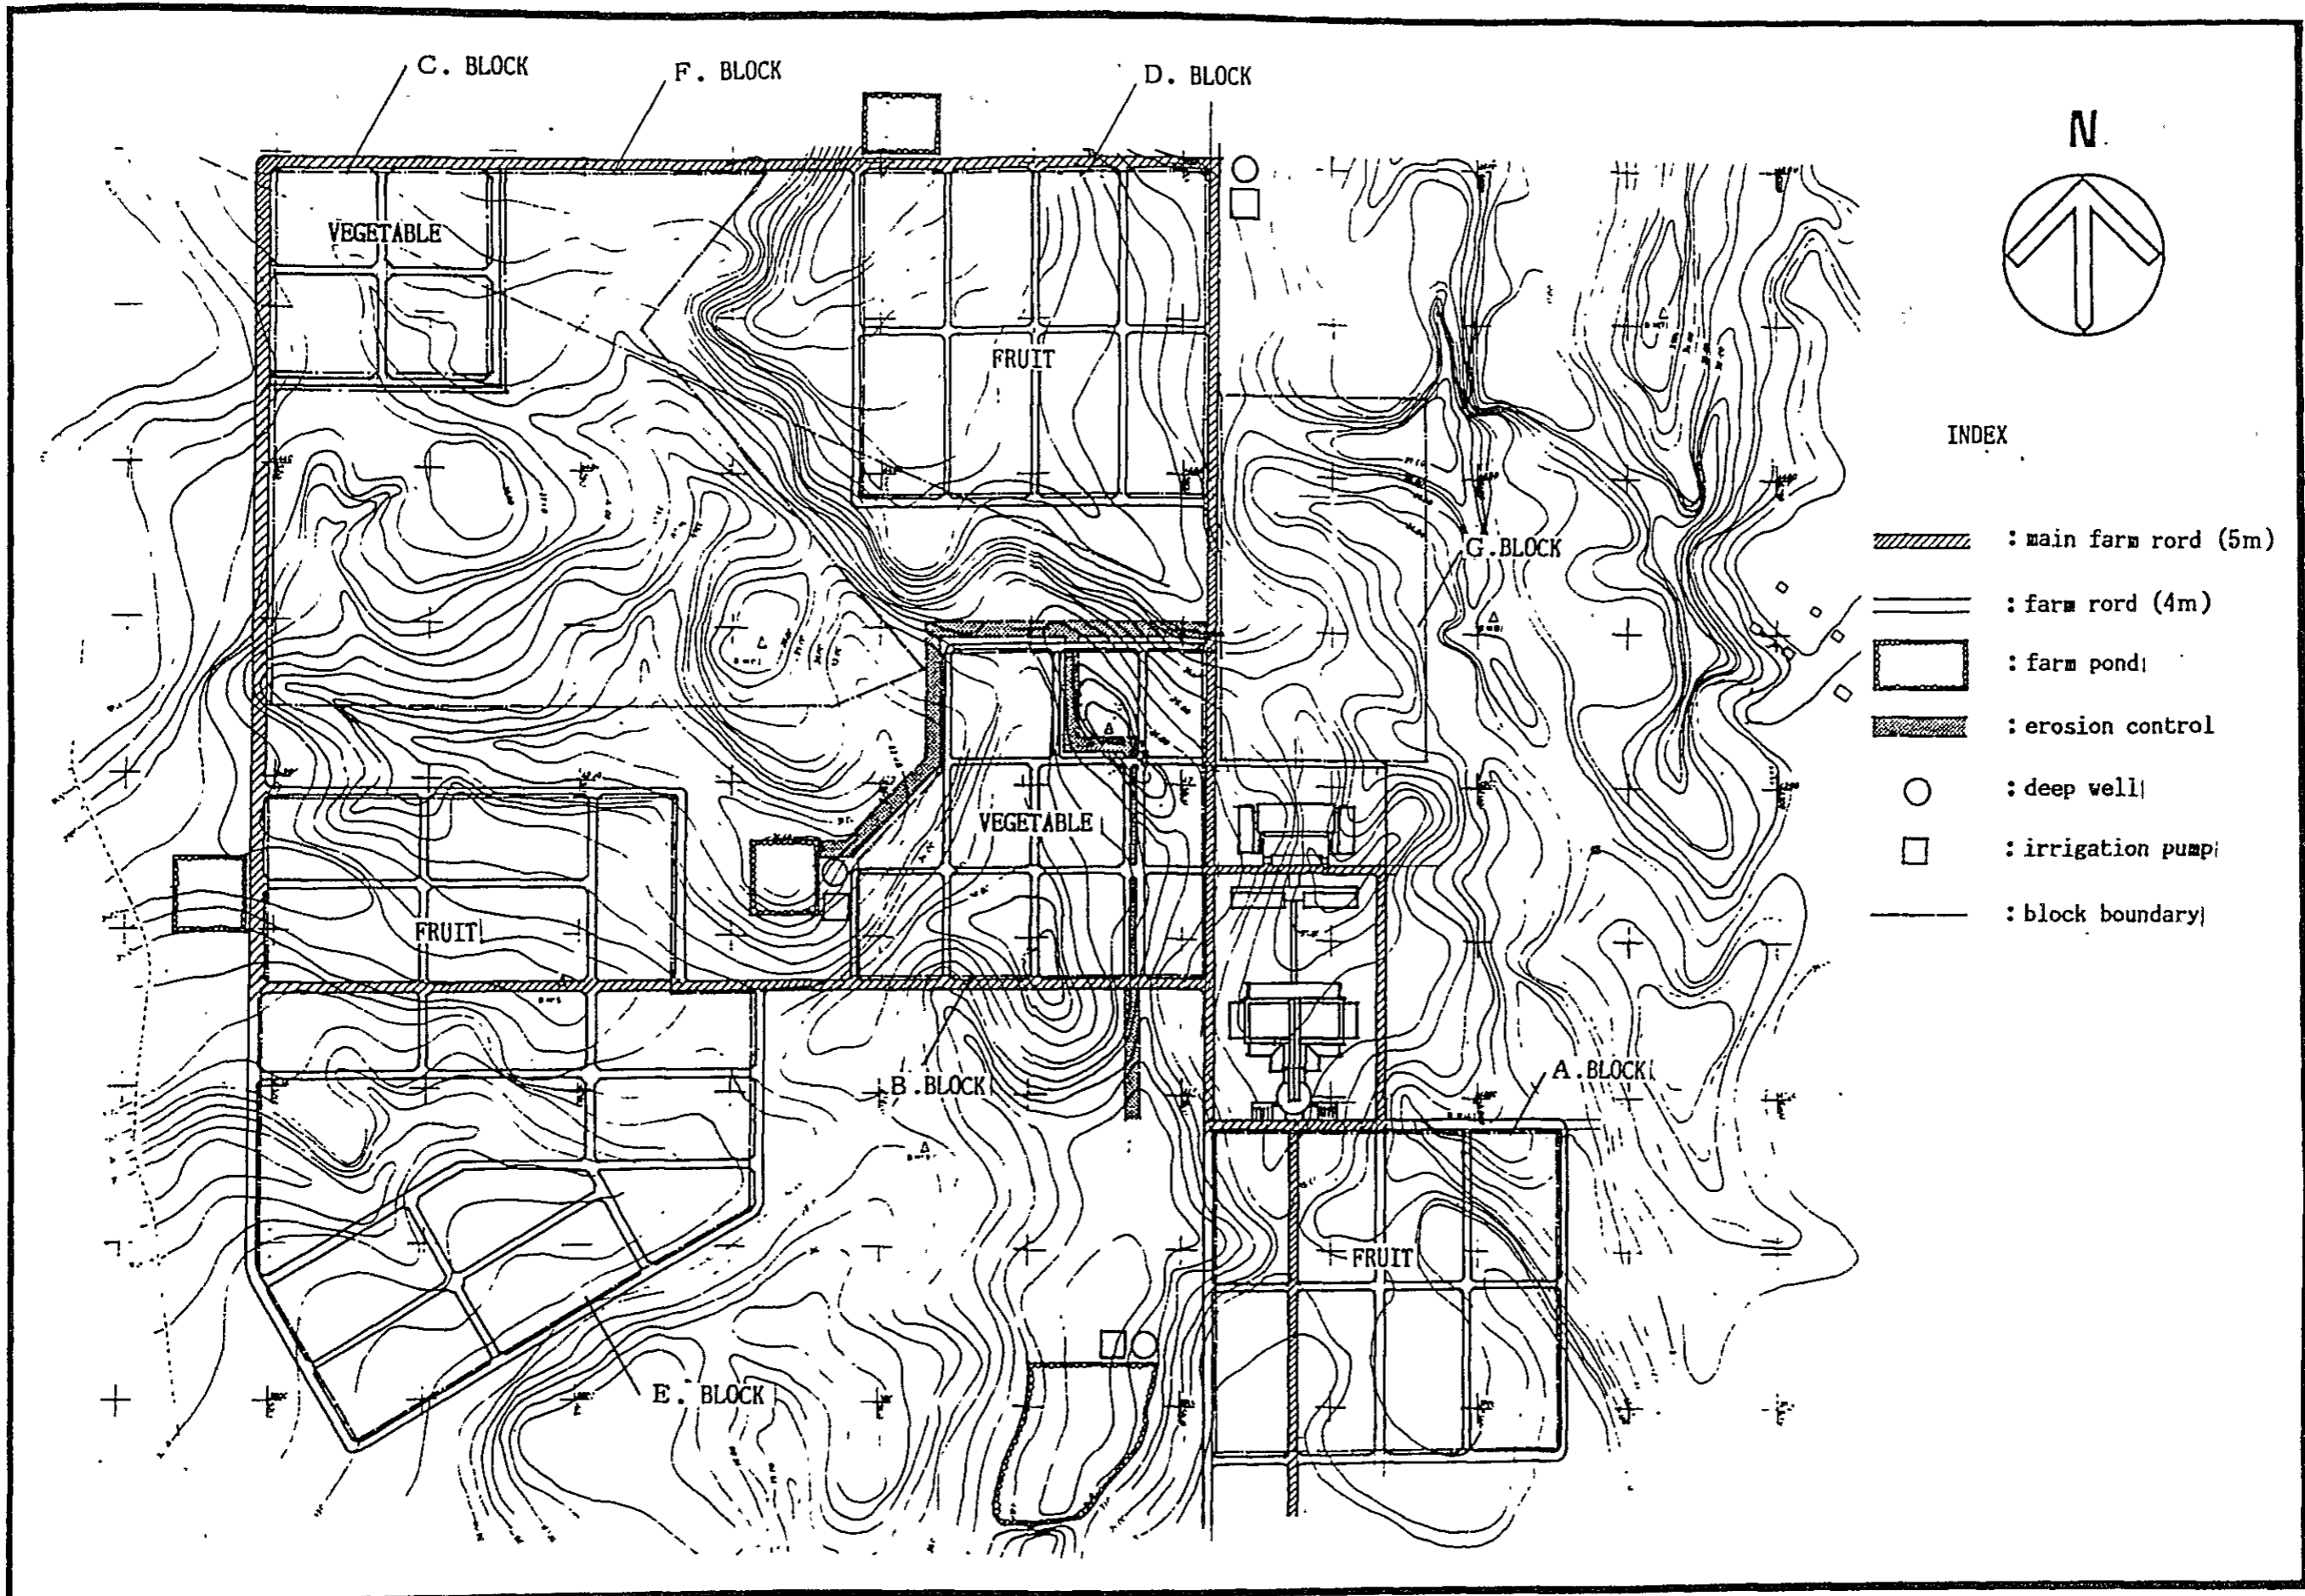 C. BLOCK
F. BLOCK
D. BLOCK
N
VEGETABLE
FRUIT
INDEX
G.BLOCK
: main farm rord (5m)
: farm rord (4m)
: farm pond
: erosion control
: deep well
: irrigation pump
: block boundary
VEGETABLE
FRUIT
B.BLOCK
A.BLOCK
FRUIT
E. BLOCK